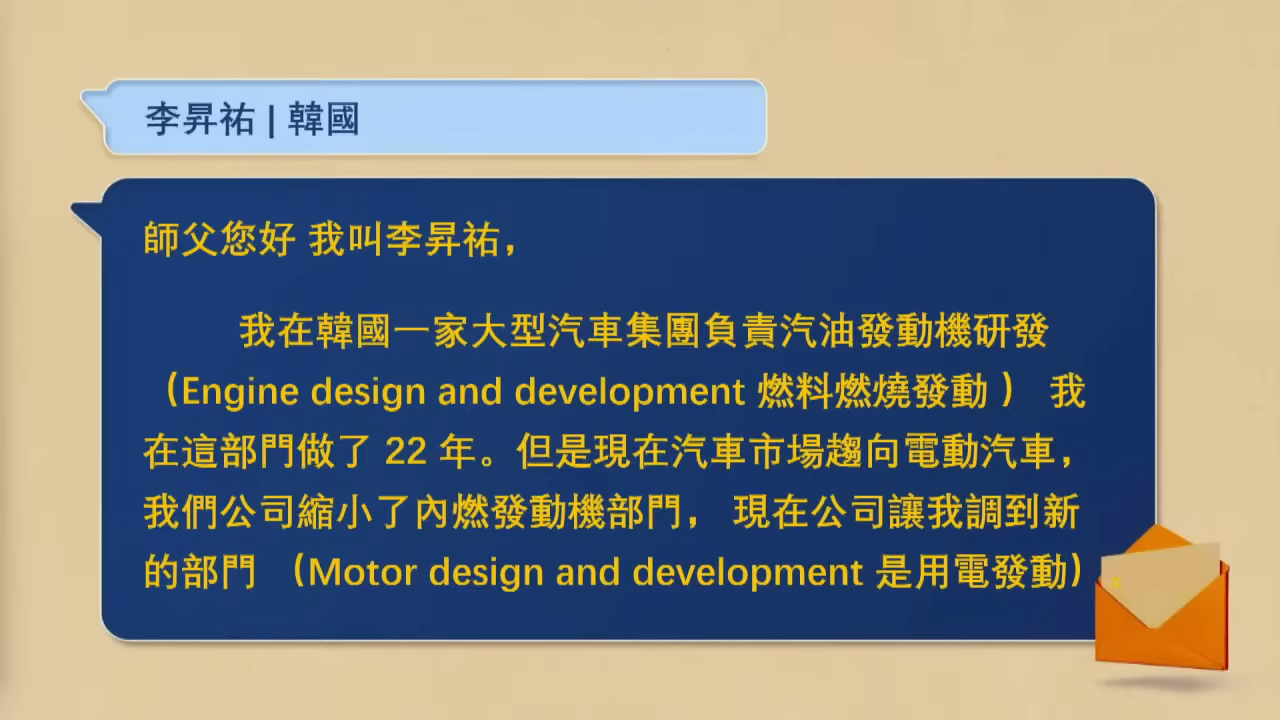 李昇祐 | 韓國
師父您好 我叫李昇祐，
我在韓國一家大型汽車集團負責汽油發動機研發
（Engine design and development 燃料燃燒發動 ） 我
在這部門做了 22 年。但是現在汽車市場趨向電動汽車，
我們公司縮小了內燃發動機部門， 現在公司讓我調到新
的部門 （Motor design and development 是用電發動）。